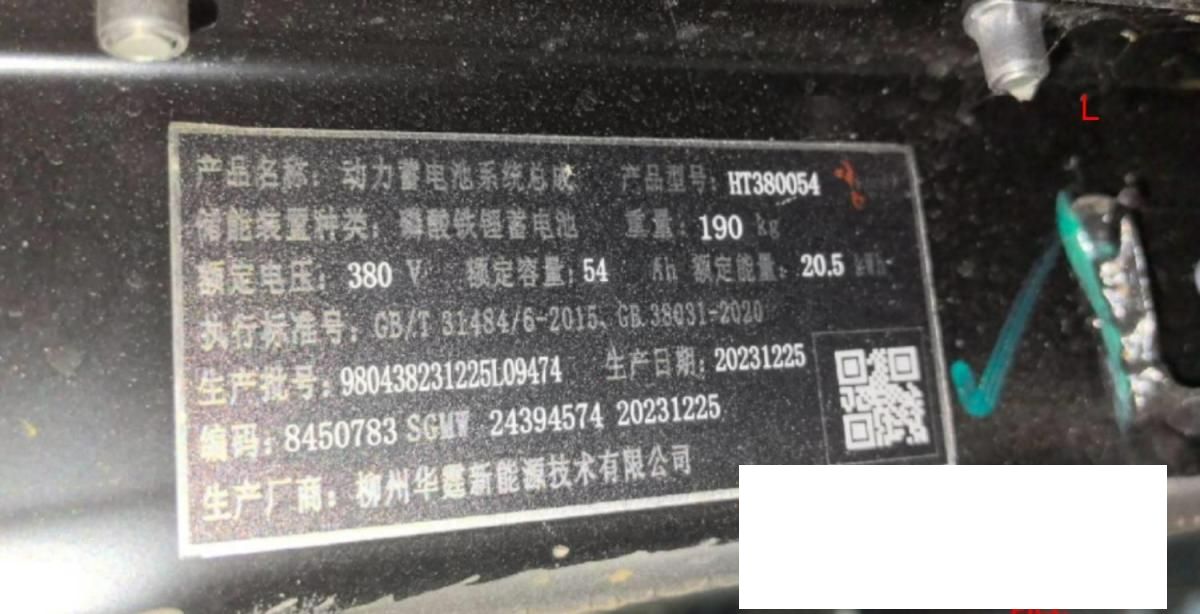 产品名称: 动力蓄电池系统总成 产品型号: HT380054
储能装置种类: 磷酸铁锂蓄电池 重量: 190 kg
额定电压: 380 V 额定容量: 54 Ah 额定能量: 20.5 kWh
执行标准号: GB/T 31484/6-2015、GB 38031-2020
生产批号: 980438231225L09474 生产日期: 20231225
编码: 8450783 SGMW 24394574 20231225
生产厂商: 柳州华霆新能源技术有限公司
L